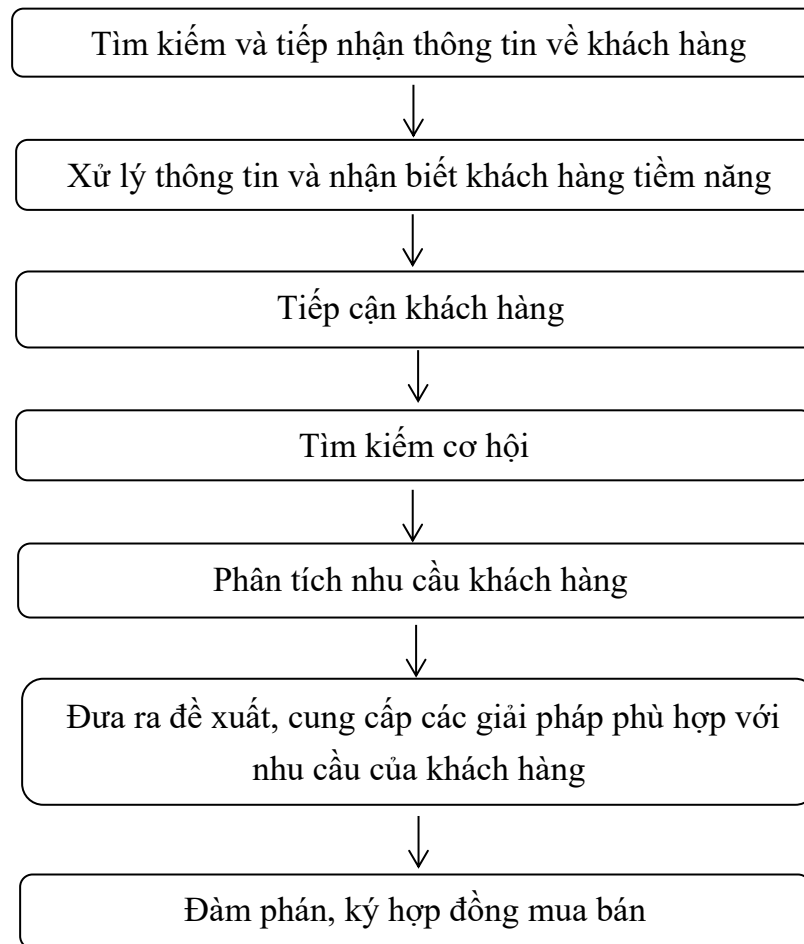 Tìm kiếm và tiếp nhận thông tin về khách hàng
Xử lý thông tin và nhận biết khách hàng tiềm năng
Tiếp cận khách hàng
Tìm kiếm cơ hội
Phân tích nhu cầu khách hàng
Đưa ra đề xuất, cung cấp các giải pháp phù hợp với
nhu cầu của khách hàng
Đàm phán, ký hợp đồng mua bán